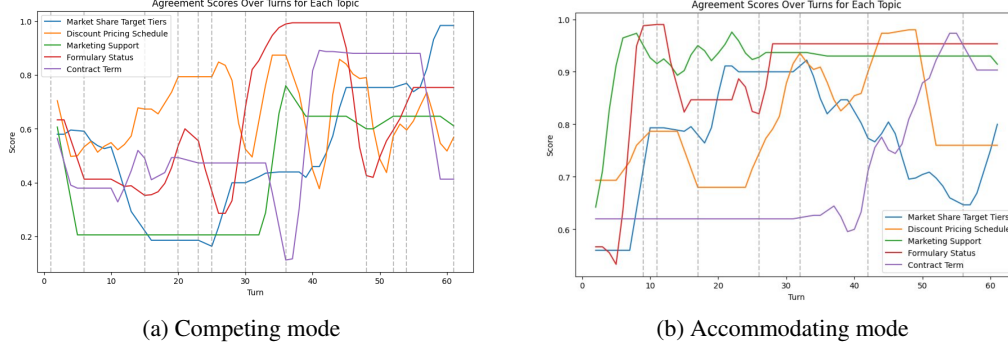 Agreement Scores Over Turns for Each Topic
Market Share Target Tiers
Discount Pricing Schedule
Marketing Support
Formulary Status
Contract Term
1.0
0.8
0.6
0.4
0.2
Score
0
10
20
30
40
50
60
Turn
(a) Competing mode
Agreement Scores Over Turns for Each Topic
1.0
0.9
0.8
0.7
0.6
Score
Market Share Target Tiers
Discount Pricing Schedule
Marketing Support
Formulary Status
Contract Term
0
10
20
30
40
50
60
Turn
(b) Accommodating mode